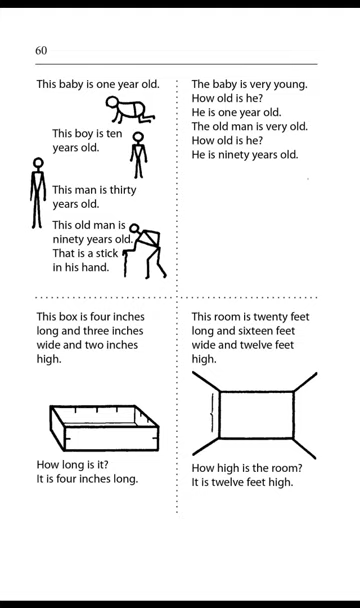 60
This baby is one year old.
This boy is ten
years old.
This man is thirty
years old.
This old man is
ninety years old.
That is a stick
in his hand.
The baby is very young.
How old is he?
He is one year old.
The old man is very old.
How old is he?
He is ninety years old.
This box is four inches
long and three inches
wide and two inches
high.
How long is it?
It is four inches long.
This room is twenty feet
long and sixteen feet
wide and twelve feet
high.
How high is the room?
It is twelve feet high.